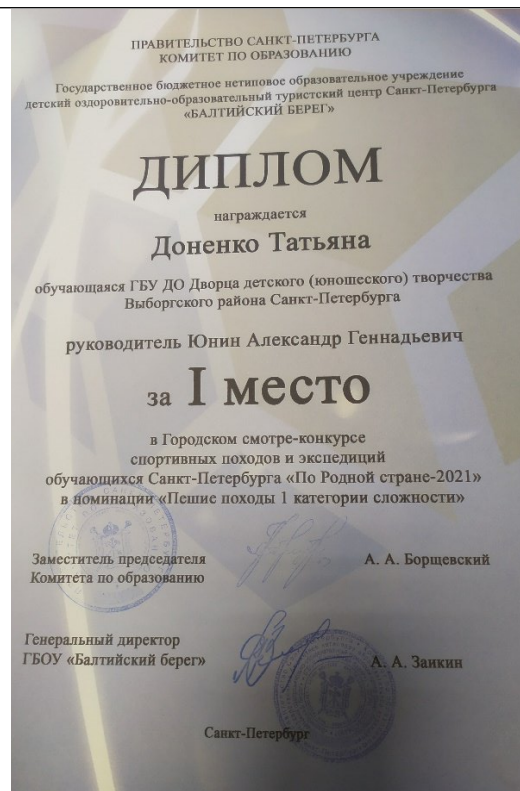 ПРАВИТЕЛЬСТВО САНКТ-ПЕТЕРБУРГА
КОМИТЕТ ПО ОБРАЗОВАНИЮ
Государственное бюджетное нетиповое образовательное учреждение
детский оздоровительно-образовательный туристский центр Санкт-Петербурга
«БАЛТИЙСКИЙ БЕРЕГ»
ДИПЛОМ
награждается
Доненко Татьяна
обучающаяся ГБУ ДО Дворца детского (юношеского) творчества
Выборгского района Санкт-Петербурга
руководитель Юнин Александр Геннадьевич
за I место
в Городском смотре-конкурсе
спортивных походов и экспедиций
обучающихся Санкт-Петербурга «По Родной стране-2021»
в номинации «Пешие походы 1 категории сложности»
Заместитель председателя
Комитета по образованию
А. А. Борщевский
Генеральный директор
ГБОУ «Балтийский берег»
А. А. Заикин
Санкт-Петербург